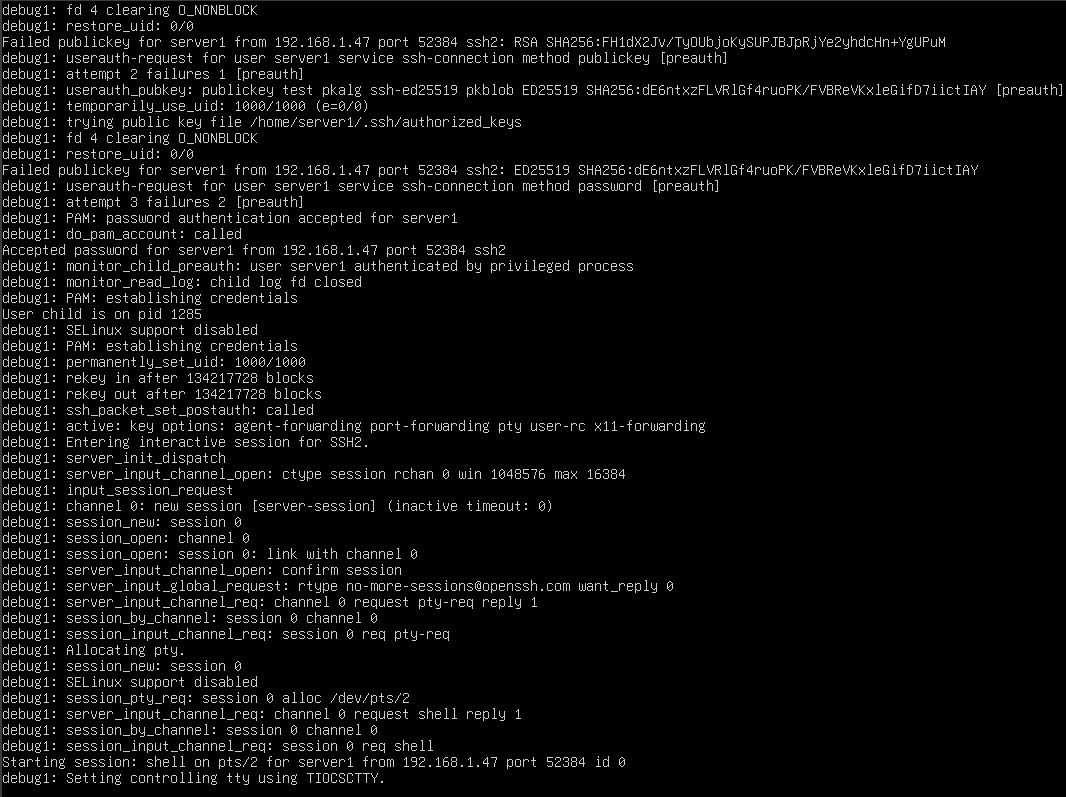 debug1: fd 4 clearing O_NONBLOCK
debug1: restore_uid: 0/0
Failed publickey for server1 from 192.168.1.47 port 52384 ssh2: RSA SHA256:FH1dX2Jv/TyOUbjoKySUPJBJpRjYe2yhdcHn+YgUPuM
debug1: userauth-request for user server1 service ssh-connection method publickey [preauth]
debug1: attempt 2 failures 1 [preauth]
debug1: userauth_pubkey: publickey test pkalg ssh-ed25519 pkblob ED25519 SHA256:dE6ntxzFLVRlGf4ruoPK/FVBReVKxleGifD7iictIAY [preauth]
debug1: temporarily_use_uid: 1000/1000 (e=0/0)
debug1: trying public key file /home/server1/.ssh/authorized_keys
debug1: fd 4 clearing O_NONBLOCK
debug1: restore_uid: 0/0
Failed publickey for server1 from 192.168.1.47 port 52384 ssh2: ED25519 SHA256:dE6ntxzFLVRlGf4ruoPK/FVBReVKxleGifD7iictIAY
debug1: userauth-request for user server1 service ssh-connection method password [preauth]
debug1: attempt 3 failures 2 [preauth]
debug1: PAM: password authentication accepted for server1
debug1: do_pam_account: called
Accepted password for server1 from 192.168.1.47 port 52384 ssh2
debug1: monitor_child_preauth: user server1 authenticated by privileged process
debug1: monitor_read_log: child log fd closed
debug1: PAM: establishing credentials
User child is on pid 1285
debug1: SELinux support disabled
debug1: PAM: establishing credentials
debug1: permanently_set_uid: 1000/1000
debug1: rekey in after 134217728 blocks
debug1: rekey out after 134217728 blocks
debug1: ssh_packet_set_postauth: called
debug1: active: key options: agent-forwarding port-forwarding pty user-rc x11-forwarding
debug1: Entering interactive session for SSH2.
debug1: server_init_dispatch
debug1: server_input_channel_open: ctype session rchan 0 win 1048576 max 16384
debug1: input_session_request
debug1: channel 0: new session [server-session] (inactive timeout: 0)
debug1: session_new: session 0
debug1: session_open: channel 0
debug1: session_open: session 0: link with channel 0
debug1: server_input_channel_open: confirm session
debug1: server_input_global_request: rtype no-more-sessions@openssh.com want_reply 0
debug1: server_input_channel_req: channel 0 request pty-req reply 1
debug1: session_by_channel: session 0 channel 0
debug1: session_input_channel_req: session 0 req pty-req
debug1: Allocating pty.
debug1: session_new: session 0
debug1: SELinux support disabled
debug1: session_pty_req: session 0 alloc /dev/pts/2
debug1: server_input_channel_req: channel 0 request shell reply 1
debug1: session_by_channel: session 0 channel 0
debug1: session_input_channel_req: session 0 req shell
Starting session: shell on pts/2 for server1 from 192.168.1.47 port 52384 id 0
debug1: Setting controlling tty using TIOCSCTTY.